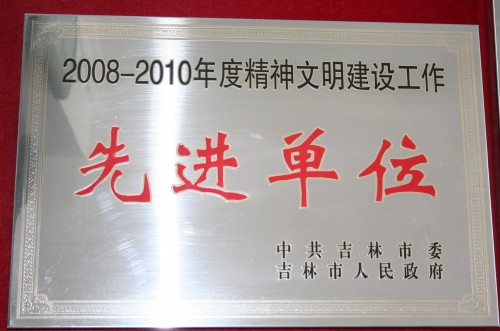 2008-2010年度精神文明建设工作
先进单位
中共吉林市委
吉林市人民政府